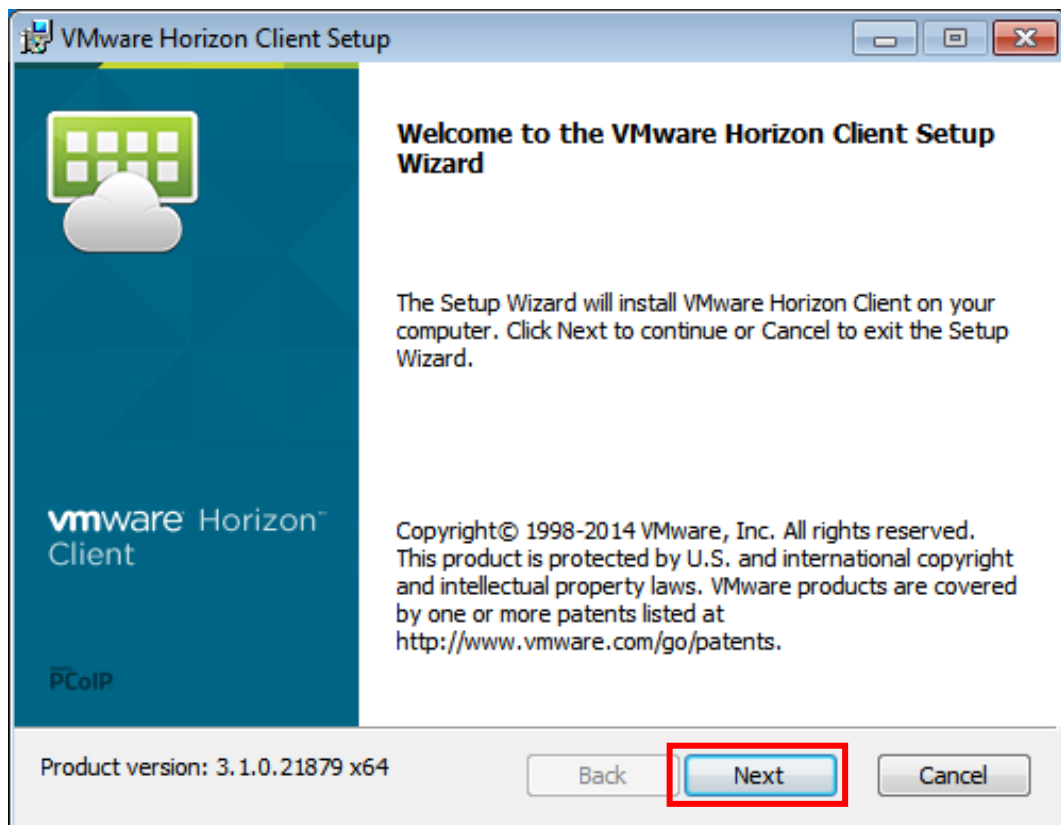 VMware Horizon Client Setup
Welcome to the VMware Horizon Client Setup
Wizard
The Setup Wizard will install VMware Horizon Client on your
computer. Click Next to continue or Cancel to exit the Setup
Wizard.
vmware Horizon™
Client
Copyright© 1998-2014 VMware, Inc. All rights reserved.
This product is protected by U.S. and international copyright
and intellectual property laws. VMware products are covered
by one or more patents listed at
http://www.vmware.com/go/patents.
PCoIP
Product version: 3.1.0.21879 x64
Back
Next
Cancel